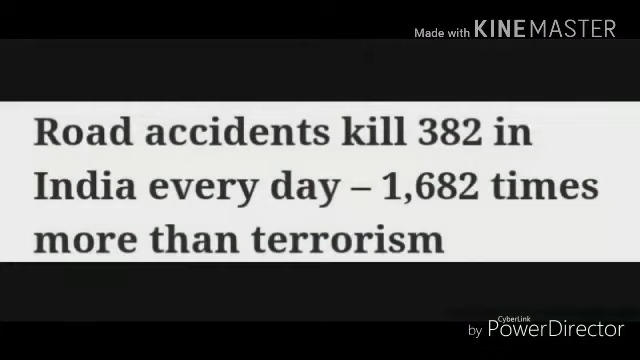 Made with KINEMASTER
Road accidents kill 382 in
India every day – 1,682 times
more than terrorism
CyberLink
by PowerDirector